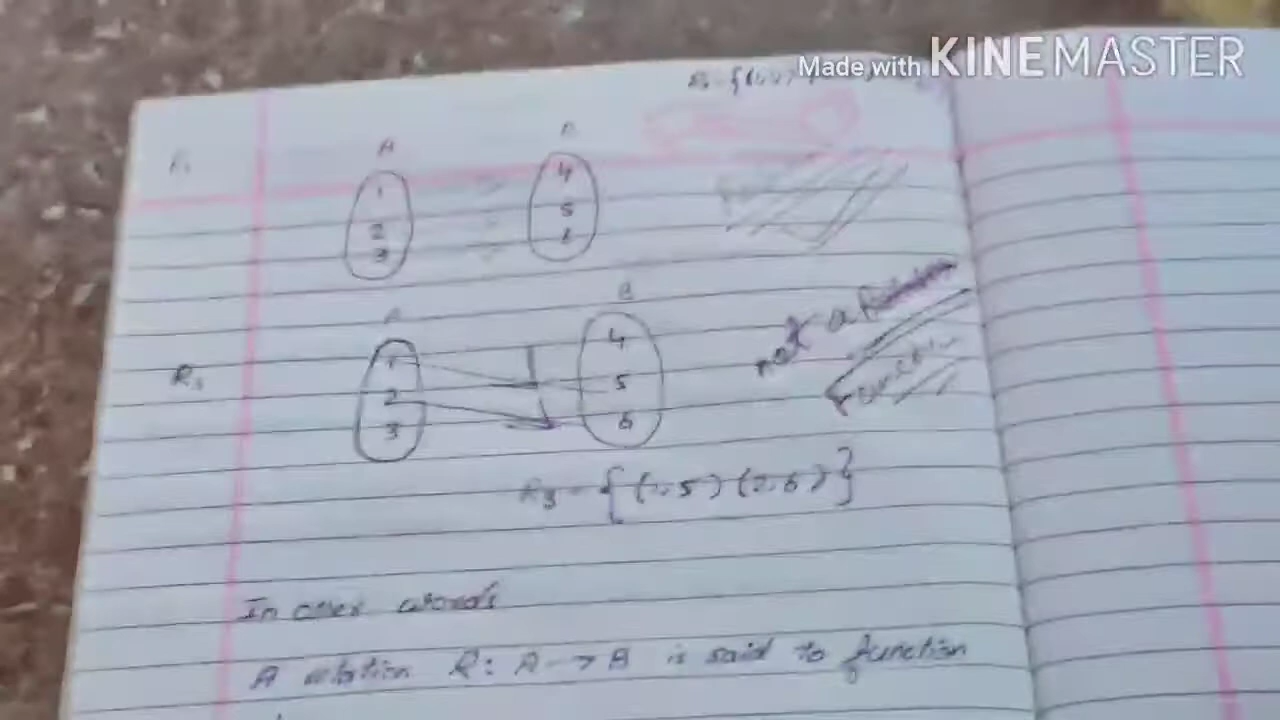 Made with KINEMASTER
A
1
2
3
4
5
B
R3
1
2
3
4
5
6
not a
Function
R3 = { (1,5) (2,6) }
In other words
A relation R: A → B is said to function